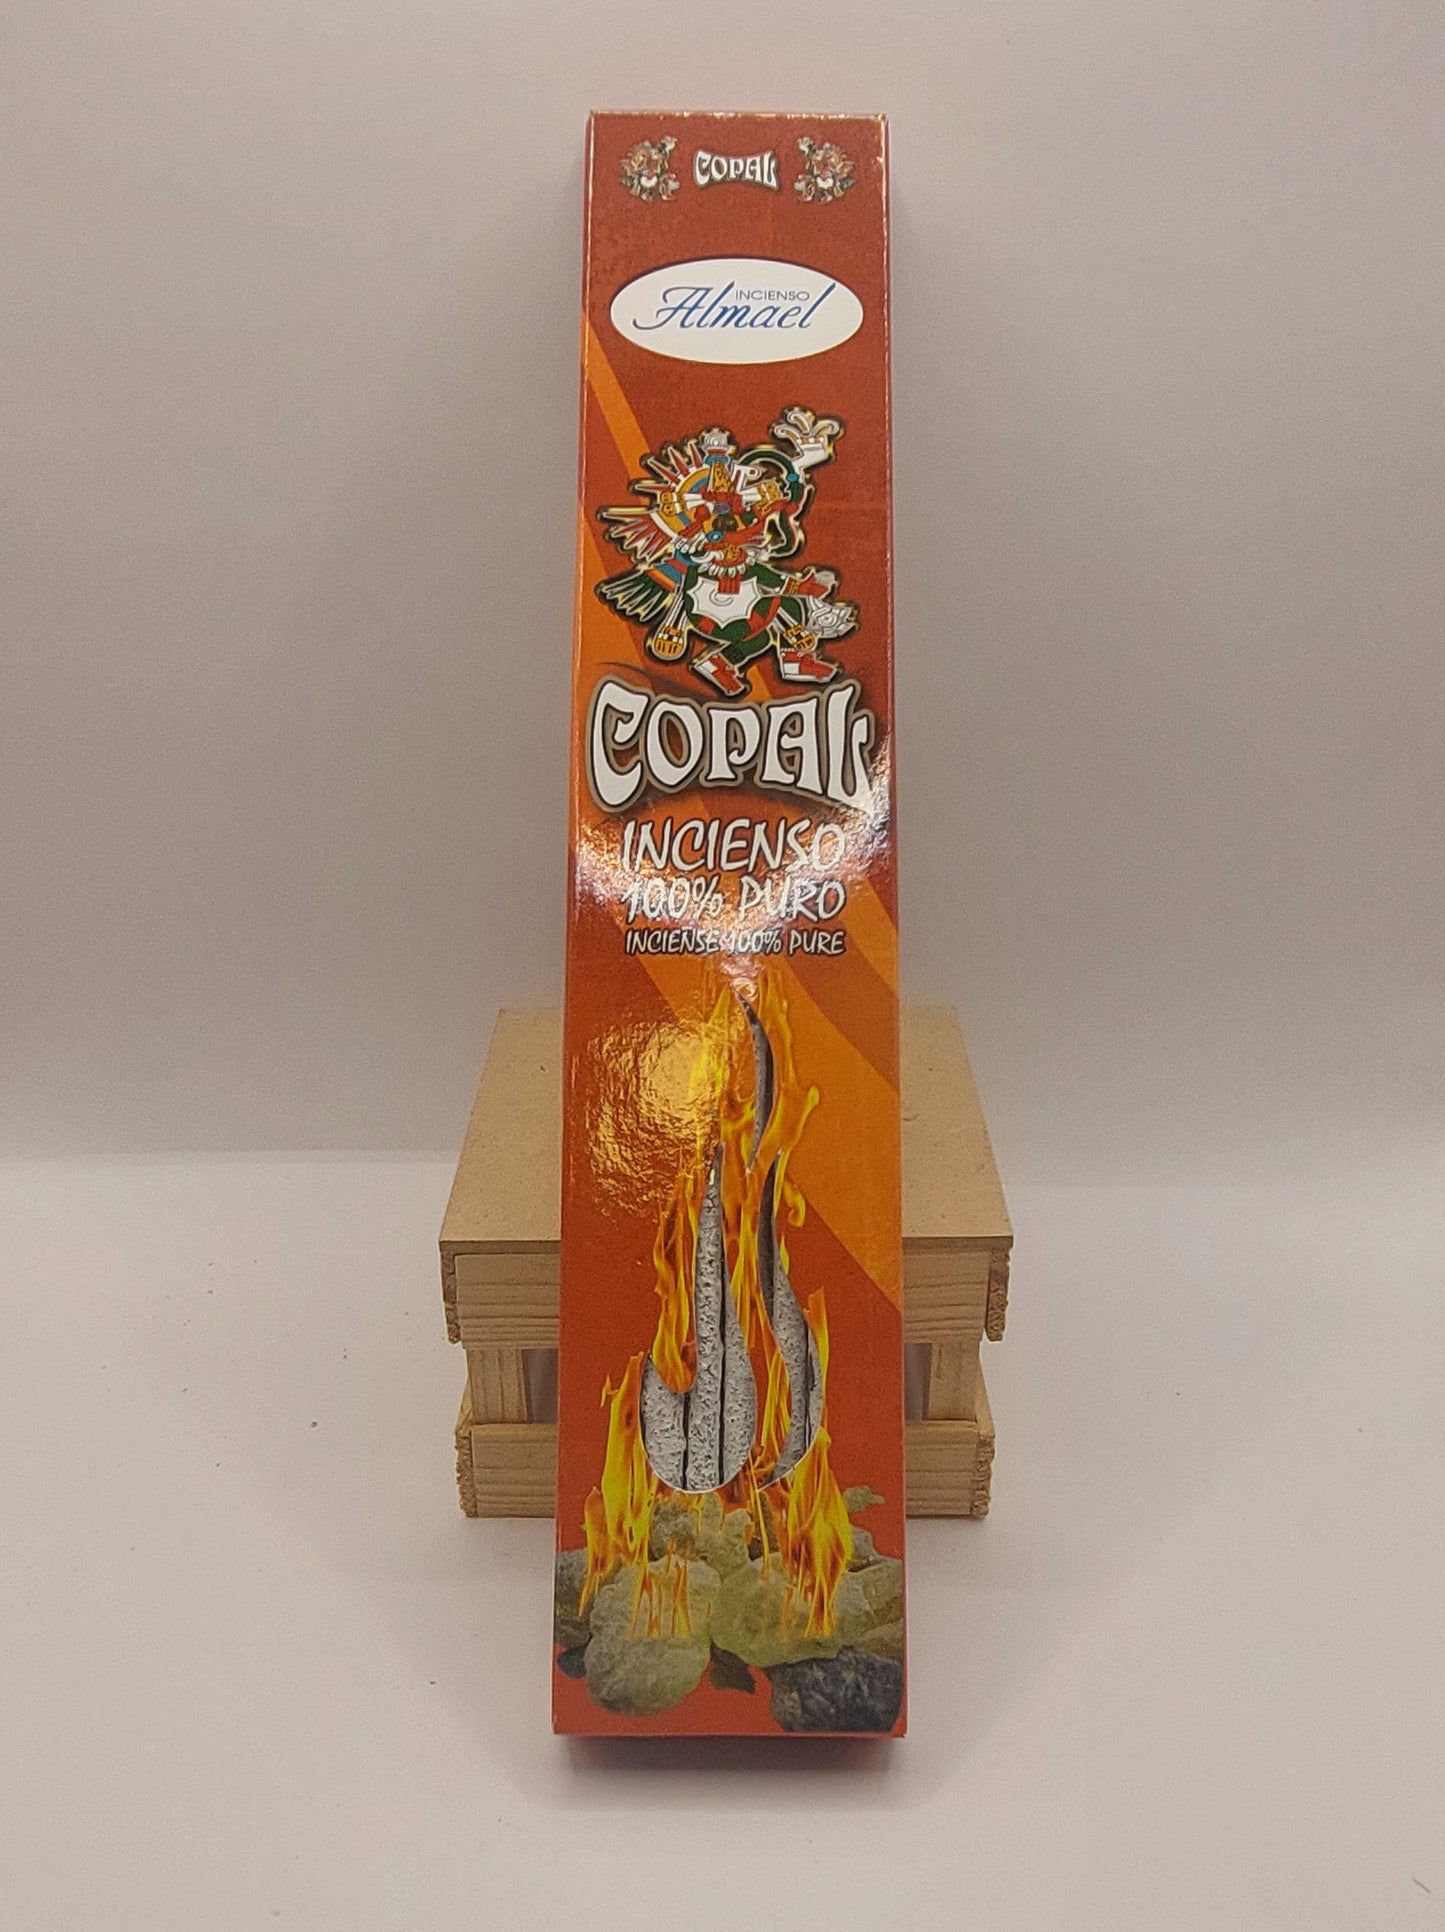 COPAL
INCIENSO
Almael
COPAL
INCIENSO
100% PURO
INCIENSE 100% PURE